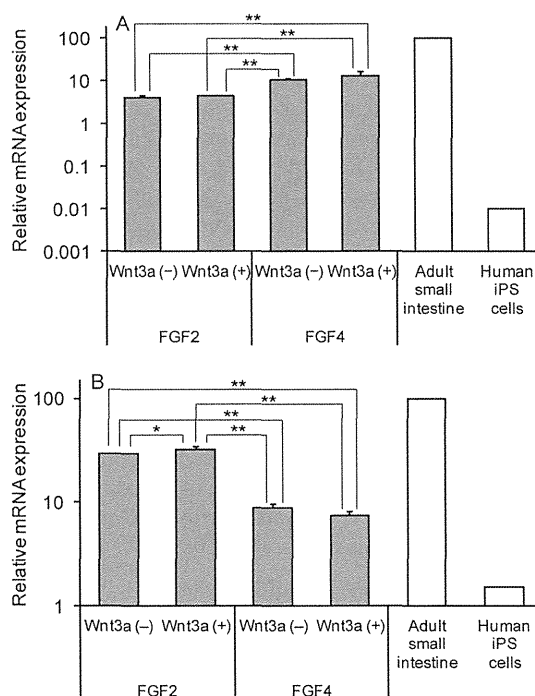 A
Relative mRNA expression
**
**
**
**
100
10
1
0.1
0.01
0.001
Wnt3a (−) Wnt3a (+) Wnt3a (−) Wnt3a (+)
Adult small intestine
Human iPS cells
FGF2
FGF4
B
Relative mRNA expression
**
**
**
*
**
100
10
1
Wnt3a (−) Wnt3a (+) Wnt3a (−) Wnt3a (+)
Adult small intestine
Human iPS cells
FGF2
FGF4